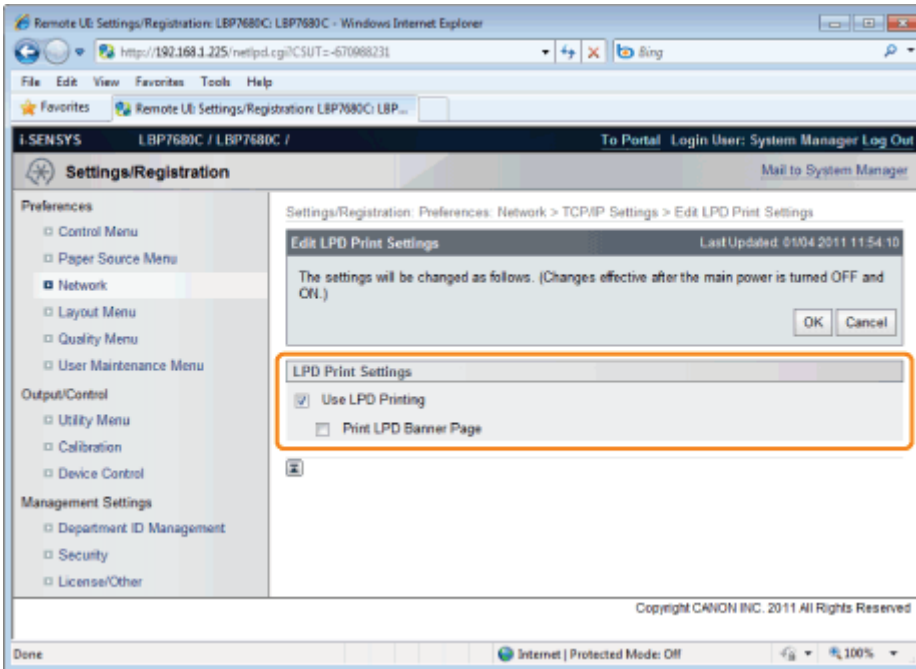 Remote UI: Settings/Registration: LBP7680C: LBP7680C - Windows Internet Explorer
http://192.168.1.225/netlpd.cgi?CSUT=-670988231
Bing
File Edit View Favorites Tools Help
Favorites Remote UI: Settings/Registration: LBP7680C: LBP...
i-SENSYS LBP7680C / LBP7680C / To Portal Login User: System Manager Log Out
Settings/Registration Mail to System Manager
Preferences
Control Menu
Paper Source Menu
Network
Layout Menu
Quality Menu
User Maintenance Menu
Output/Control
Utility Menu
Calibration
Device Control
Management Settings
Department ID Management
Security
License/Other
Settings/Registration: Preferences: Network > TCP/IP Settings > Edit LPD Print Settings
Edit LPD Print Settings Last Updated: 01/04 2011 11:54:10
The settings will be changed as follows. (Changes effective after the main power is turned OFF and
ON.)
OK Cancel
LPD Print Settings
Use LPD Printing
Print LPD Banner Page
Copyright CANON INC. 2011 All Rights Reserved
Done Internet | Protected Mode: Off 100%